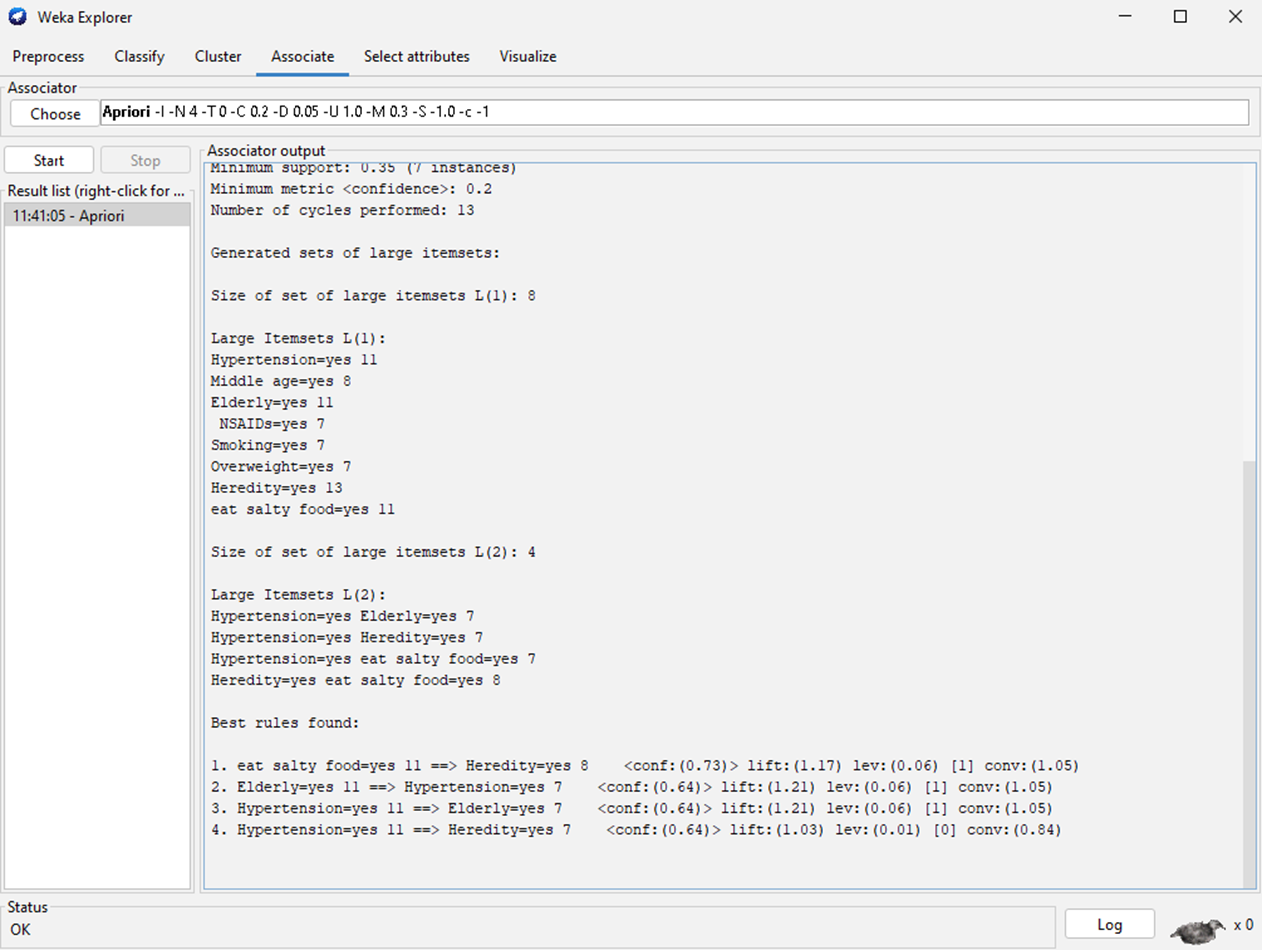 Weka Explorer
Preprocess Classify Cluster Associate Select attributes Visualize
Associator
Choose Apriori -I -N 4 -T 0 -C 0.2 -D 0.05 -U 1.0 -M 0.3 -S -1.0 -c -1
Start Stop
Result list (right-click for ...
11:41:05 - Apriori
Associator output
Minimum support: 0.35 (7 instances)
Minimum metric <confidence>: 0.2
Number of cycles performed: 13
Generated sets of large itemsets:
Size of set of large itemsets L(1): 8
Large Itemsets L(1):
Hypertension=yes 11
Middle age=yes 8
Elderly=yes 11
NSAIDs=yes 7
Smoking=yes 7
Overweight=yes 7
Heredity=yes 13
eat salty food=yes 11
Size of set of large itemsets L(2): 4
Large Itemsets L(2):
Hypertension=yes Elderly=yes 7
Hypertension=yes Heredity=yes 7
Hypertension=yes eat salty food=yes 7
Heredity=yes eat salty food=yes 8
Best rules found:
1. eat salty food=yes 11 ==> Heredity=yes 8 <conf:(0.73)> lift:(1.17) lev:(0.06) [1] conv:(1.05)
2. Elderly=yes 11 ==> Hypertension=yes 7 <conf:(0.64)> lift:(1.21) lev:(0.06) [1] conv:(1.05)
3. Hypertension=yes 11 ==> Elderly=yes 7 <conf:(0.64)> lift:(1.21) lev:(0.06) [1] conv:(1.05)
4. Hypertension=yes 11 ==> Heredity=yes 7 <conf:(0.64)> lift:(1.03) lev:(0.01) [0] conv:(0.84)
Status
OK
Log
x 0